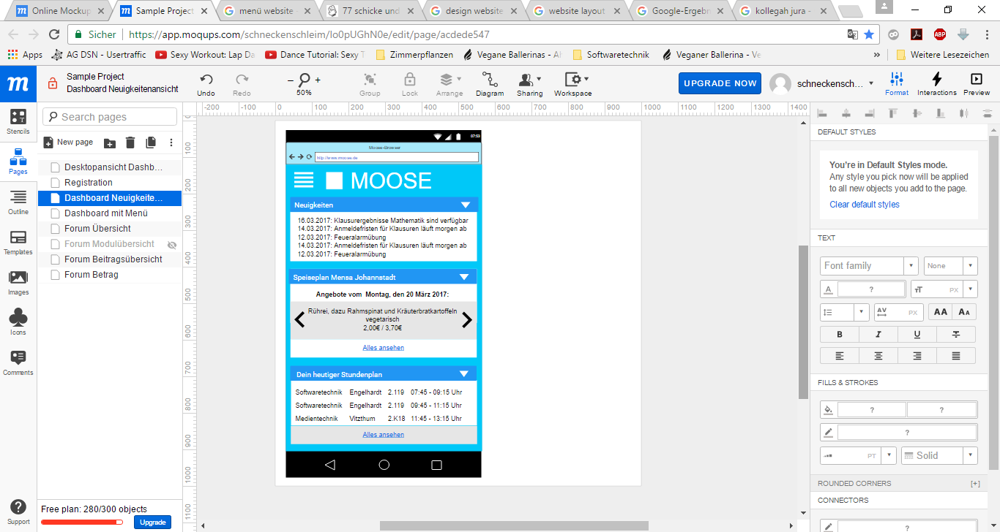 Online Mockup
Sample Project
menü website
77 schicke und
design website
website layout
Google-Ergebn
kollegah jura -
Sicher
https://app.moqups.com/schneckenschleim/Io0pUGhN0e/edit/page/acdede547
ABP
Apps
AG DSN - Usertraffic
Sexy Workout: Lap Da
Dance Tutorial: Sexy T
Zimmerpflanzen
Vegane Ballerinas - Al
Softwaretechnik
Veganer Ballerina - Ve
»
Weitere Lesezeichen
m
Sample Project
Dashboard Neuigkeitenansicht
Undo
Redo
50%
Group
Lock
Arrange
Diagram
Sharing
Workspace
UPGRADE NOW
schneckensch...
Format
Interactions
Preview
Stencils
Pages
Outline
Templates
Images
Icons
Comments
Support
Search pages
New page
Desktopansicht Dashb...
Registration
Dashboard Neuigkeite...
Dashboard mit Menü
Forum Übersicht
Forum Modulübersicht
Forum Beitragsübersicht
Forum Betrag
Free plan: 280/300 objects
Upgrade
-200 -100 0 100 200 300 400 500 600 700 800 900 1000 1100 1200 1300 1400
0
100
200
300
400
500
600
700
800
900
1000
1100
07:53
Moose-Browser
http://www.moose.de
MOOSE
Neuigkeiten
16.03.2017: Klausurergebnisse Mathematik sind verfügbar
14.03.2017: Anmeldefristen für Klausuren läuft morgen ab
12.03.2017: Feueralarmübung
14.03.2017: Anmeldefristen für Klausuren läuft morgen ab
12.03.2017: Feueralarmübung
Speiseplan Mensa Johannstadt
Angebote vom Montag, den 20 März 2017:
Rührei, dazu Rahmspinat und Kräuterbratkartoffeln
vegetarisch
2,00€ / 3,70€
Alles ansehen
Dein heutiger Stundenplan
Softwaretechnik Engelhardt 2.119 07:45 - 09:15 Uhr
Softwaretechnik Engelhardt 2.119 09:45 - 11:15 Uhr
Medientechnik Vitzthum 2.K18 11:45 - 13:15 Uhr
Alles ansehen
DEFAULT STYLES
You're in Default Styles mode.
Any style you pick now will be applied
to all new objects you add to the page.
Clear default styles
TEXT
Font family
None
A ? TT PX
AV PX AA AA
B I U T
FILLS & STROKES
? ?
?
PT Solid
ROUNDED CORNERS [+]
CONNECTORS
?